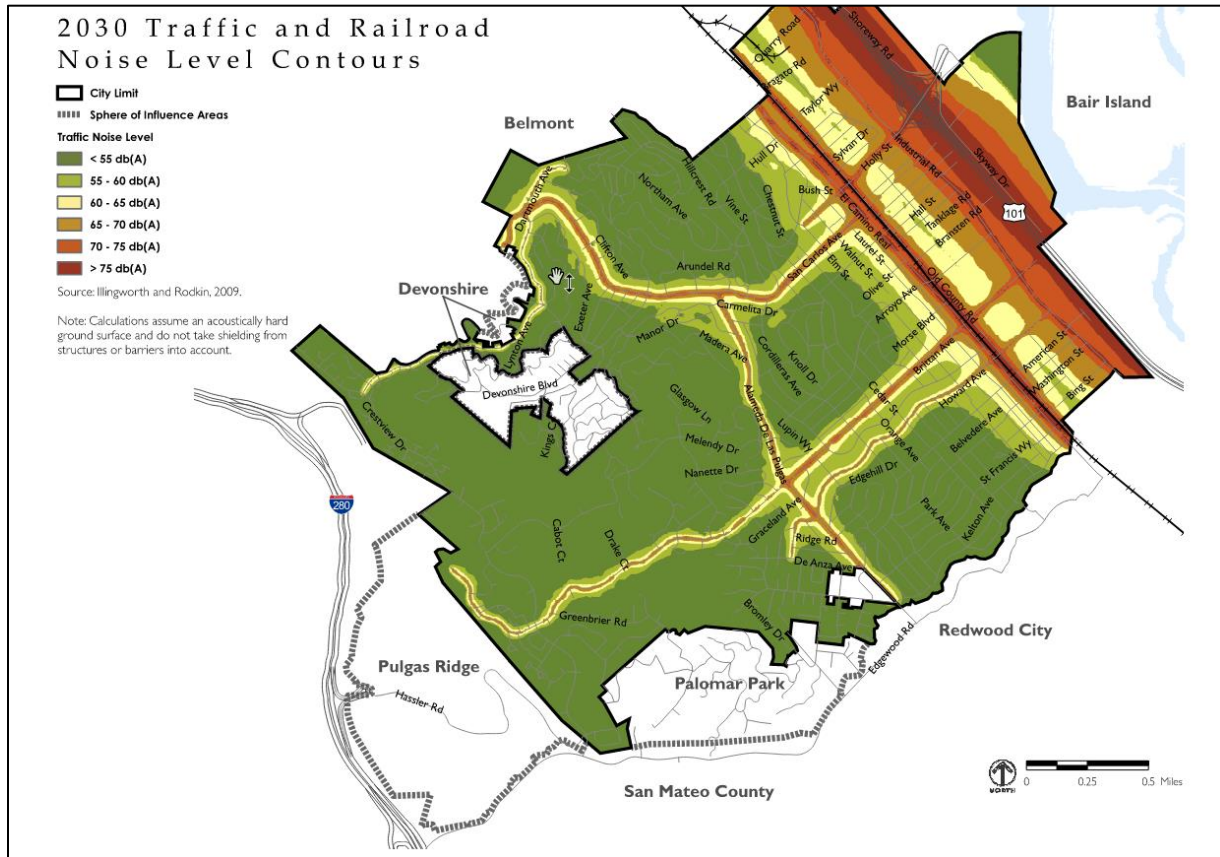 2030 Traffic and Railroad
Noise Level Contours
City Limit
Sphere of Influence Areas
Traffic Noise Level
< 55 db(A)
55 - 60 db(A)
60 - 65 db(A)
65 - 70 db(A)
70 - 75 db(A)
> 75 db(A)
Source: Illingworth and Rodkin, 2009.
Note: Calculations assume an acoustically hard
ground surface and do not take shielding from
structures or barriers into account.
Belmont
Bair Island
Devonshire
Redwood City
Pulgas Ridge
Palomar Park
San Mateo County
Quarry Road
Shoreway Rd
Taylor Wy
Sylvan Dr
Holly St
Industrial Rd
Skyway Dr
101
Hull Dr
Bush St
El Camino Real
Hall St
Tanklage Rd
Bransten Rd
Dartmouth Ave
Hillcrest Rd
Northam Ave
Vine St
Chestnut St
Clifton Ave
Arundel Rd
San Carlos Ave
Laurel St
Walnut St
Elm St
Olive St
Arroyo Ave
Old County Rd
Exeter Ave
Carmelita Dr
Manor Dr
Madera Ave
Cordilleras Ave
Knoll Dr
Morse Blvd
Brittan Ave
American St
Washington St
Bing St
Lynton Ave
Devonshire Blvd
Crestview Dr
Glasgow Ln
Alameda De Las Pulgas
Cedar St
Howard Ave
Melendy Dr
Lupin Wy
Orange Ave
Belvedere Ave
Nanette Dr
Edgehill Dr
St Francis Wy
280
Graceland Ave
Park Ave
Kelton Ave
Cabot Ct
Drake Ct
Ridge Rd
De Anza Ave
Greenbrier Rd
Bromley Dr
Edgewood Rd
Hassler Rd
NORTH
0
0.25
0.5 Miles